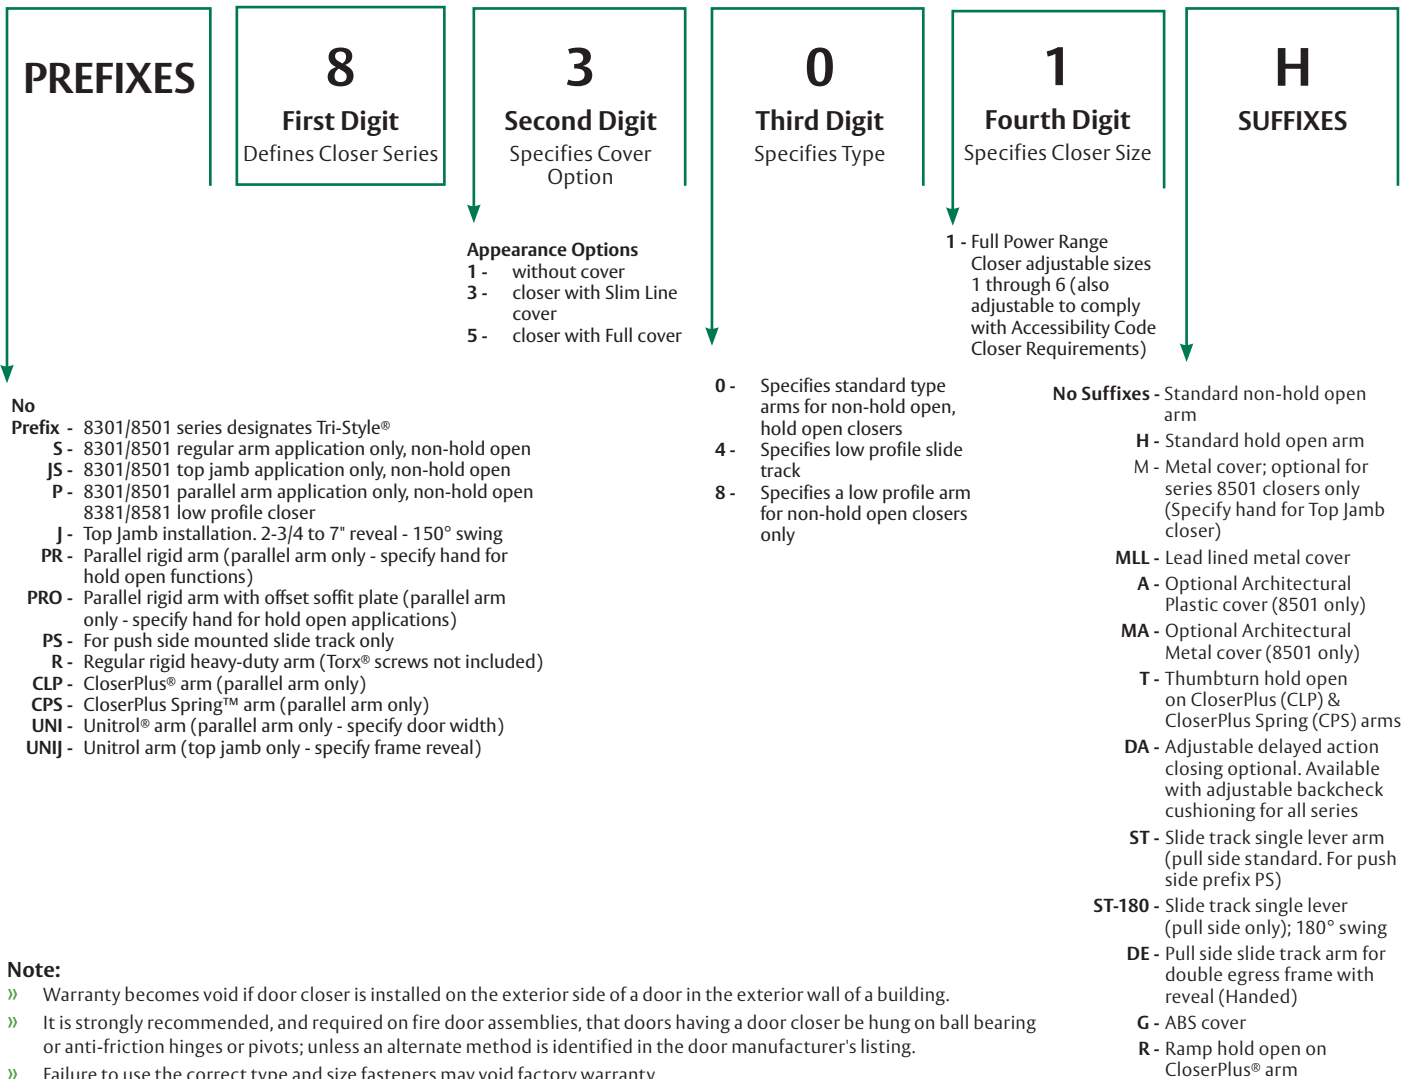 PREFIXES
8
First Digit
Defines Closer Series
3
Second Digit
Specifies Cover
Option
0
Third Digit
Specifies Type
1
Fourth Digit
Specifies Closer Size
H
SUFFIXES
Appearance Options
1 - without cover
3 - closer with Slim Line
cover
5 - closer with Full cover
1 - Full Power Range
Closer adjustable sizes
1 through 6 (also
adjustable to comply
with Accessibility Code
Closer Requirements)
No
Prefix - 8301/8501 series designates Tri-Style®
S - 8301/8501 regular arm application only, non-hold open
JS - 8301/8501 top jamb application only, non-hold open
P - 8301/8501 parallel arm application only, non-hold open
8381/8581 low profile closer
J - Top Jamb installation. 2-3/4 to 7" reveal - 150° swing
PR - Parallel rigid arm (parallel arm only - specify hand for
hold open functions)
PRO - Parallel rigid arm with offset soffit plate (parallel arm
only - specify hand for hold open applications)
PS - For push side mounted slide track only
R - Regular rigid heavy-duty arm (Torx® screws not included)
CLP - CloserPlus® arm (parallel arm only)
CPS - CloserPlus Spring™ arm (parallel arm only)
UNI - Unitrol® arm (parallel arm only - specify door width)
UNIJ - Unitrol arm (top jamb only - specify frame reveal)
0 - Specifies standard type
arms for non-hold open,
hold open closers
4 - Specifies low profile slide
track
8 - Specifies a low profile arm
for non-hold open closers
only
No Suffixes - Standard non-hold open
arm
H - Standard hold open arm
M - Metal cover; optional for
series 8501 closers only
(Specify hand for Top Jamb
closer)
MLL - Lead lined metal cover
A - Optional Architectural
Plastic cover (8501 only)
MA - Optional Architectural
Metal cover (8501 only)
T - Thumbturn hold open
on CloserPlus (CLP) &
CloserPlus Spring (CPS) arms
DA - Adjustable delayed action
closing optional. Available
with adjustable backcheck
cushioning for all series
ST - Slide track single lever arm
(pull side standard. For push
side prefix PS)
ST-180 - Slide track single lever
(pull side only); 180° swing
DE - Pull side slide track arm for
double egress frame with
reveal (Handed)
G - ABS cover
R - Ramp hold open on
CloserPlus® arm
Note:
» Warranty becomes void if door closer is installed on the exterior side of a door in the exterior wall of a building.
» It is strongly recommended, and required on fire door assemblies, that doors having a door closer be hung on ball bearing
or anti-friction hinges or pivots; unless an alternate method is identified in the door manufacturer's listing.
» Failure to use the correct type and size fasteners may void factory warranty.